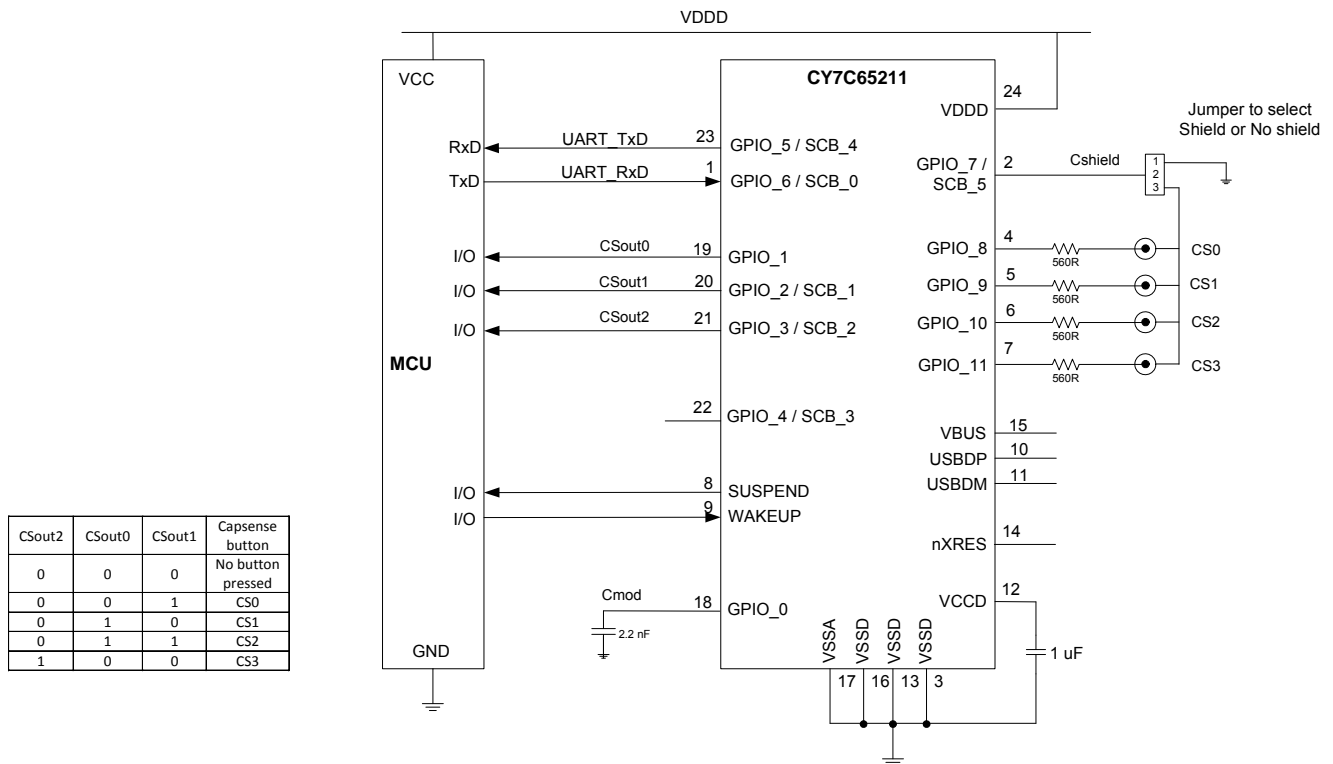 VDDD
VCC
CY7C65211
24
VDDD
Jumper to select
Shield or No shield
RxD
UART_TxD
23
GPIO_5 / SCB_4
TxD
UART_RxD
1
GPIO_6 / SCB_0
GPIO_7 /
SCB_5
2
Cshield
1
2
3
I/O
CSout0
19
GPIO_1
GPIO_8
4
560R
CS0
I/O
CSout1
20
GPIO_2 / SCB_1
GPIO_9
5
560R
CS1
I/O
CSout2
21
GPIO_3 / SCB_2
GPIO_10
6
560R
CS2
MCU
GPIO_11
7
560R
CS3
22
GPIO_4 / SCB_3
VBUS
15
USBDP
10
USBDM
11
I/O
8
SUSPEND
I/O
9
WAKEUP
nXRES
14
Cmod
2.2 nF
18
GPIO_0
VCCD
12
1 uF
GND
VSSA
VSSD
VSSD
VSSD
17
16
13
3
CSout2 CSout0 CSout1 Capsense
button
0 0 0 No button
pressed
0 0 1 CS0
0 1 0 CS1
0 1 1 CS2
1 0 0 CS3